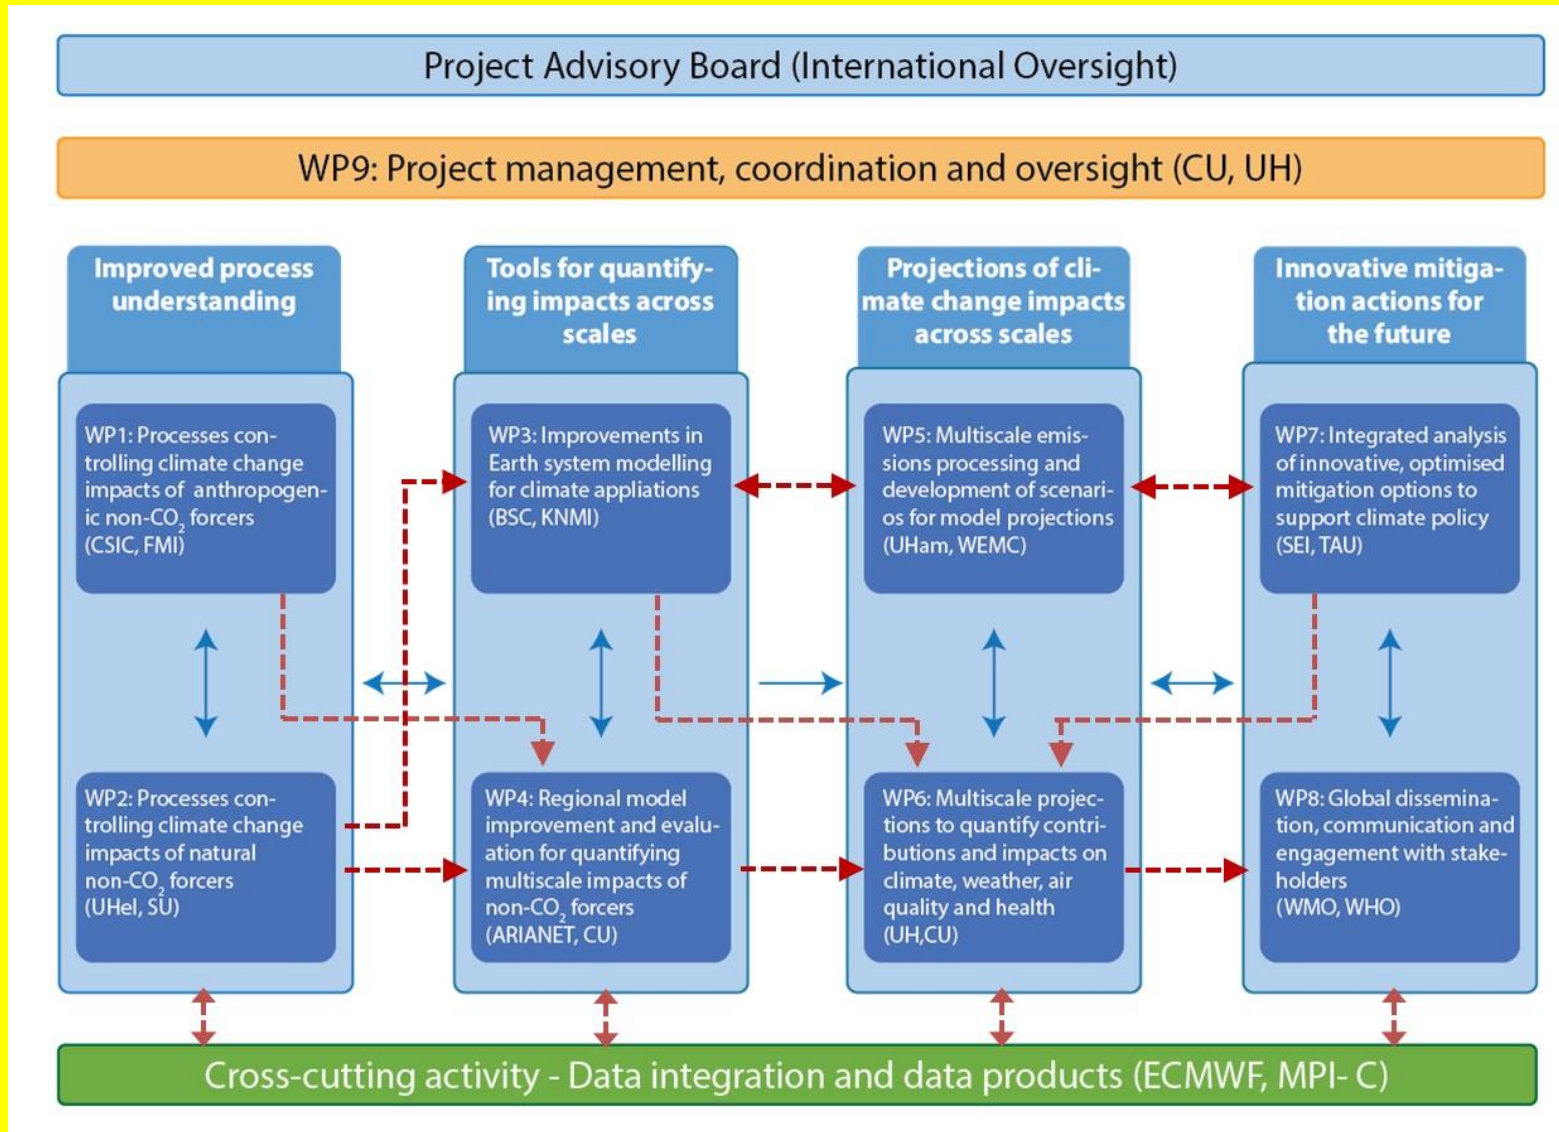 Project Advisory Board (International Oversight)
WP9: Project management, coordination and oversight (CU, UH)
Improved process
understanding
Tools for quantify-
ing impacts across
scales
Projections of cli-
mate change impacts
across scales
Innovative mitiga-
tion actions for
the future
WP1: Processes con-
trolling climate change
impacts of anthropogen-
ic non-CO2 forcers
(CSIC, FMI)
WP3: Improvements in
Earth system modelling
for climate appliations
(BSC, KNMI)
WP5: Multiscale emis-
sions processing and
development of scenari-
os for model projections
(UHam, WEMC)
WP7: Integrated analysis
of innovative, optimised
mitigation options to
support climate policy
(SEI, TAU)
WP2: Processes con-
trolling climate change
impacts of natural
non-CO2 forcers
(UHel, SU)
WP4: Regional model
improvement and evalu-
ation for quantifying
multiscale impacts of
non-CO2 forcers
(ARIANET, CU)
WP6: Multiscale projec-
tions to quantify contri-
butions and impacts on
climate, weather, air
quality and health
(UH,CU)
WP8: Global dissemina-
tion, communication and
engagement with stake-
holders
(WMO, WHO)
Cross-cutting activity - Data integration and data products (ECMWF, MPI- C)